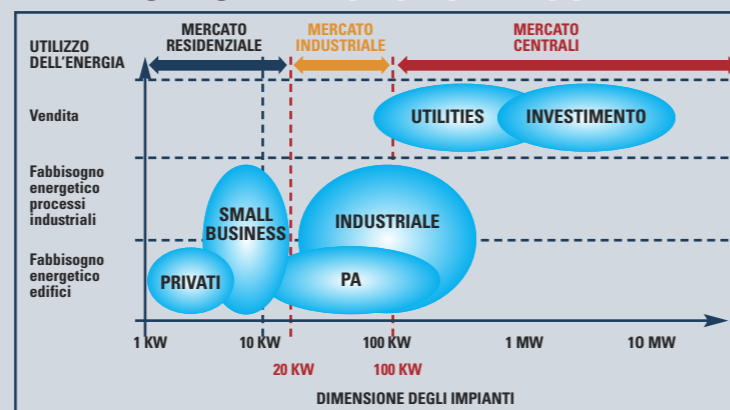 UTILIZZO
DELL'ENERGIA
MERCATO
RESIDENZIALE
MERCATO
INDUSTRIALE
MERCATO
CENTRALI
Vendita
UTILITIES
INVESTIMENTO
Fabbisogno
energetico
processi
industriali
SMALL
BUSINESS
INDUSTRIALE
Fabbisogno
energetico
edifici
PRIVATI
PA
1 KW
10 KW
100 KW
1 MW
10 MW
20 KW
100 KW
DIMENSIONE DEGLI IMPIANTI